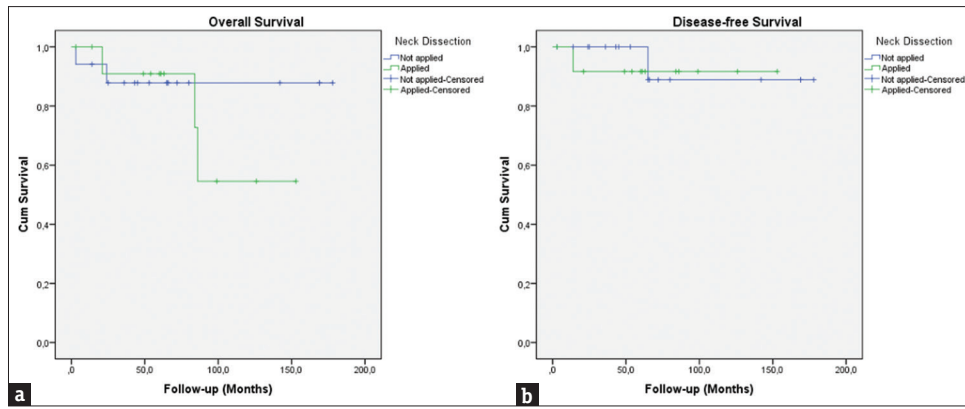 Overall Survival
Neck Dissection
Not applied
Applied
Not applied-Censored
Applied-Censored
Cum Survival
1,0
0,8
0,6
0,4
0,2
0,0
,0
50,0
100,0
150,0
200,0
Follow-up (Months)
a
Disease-free Survival
Neck Dissection
Not applied
Applied
Not applied-Censored
Applied-Censored
Cum Survival
1,0
0,8
0,6
0,4
0,2
0,0
,0
50,0
100,0
150,0
200,0
Follow-up (Months)
b